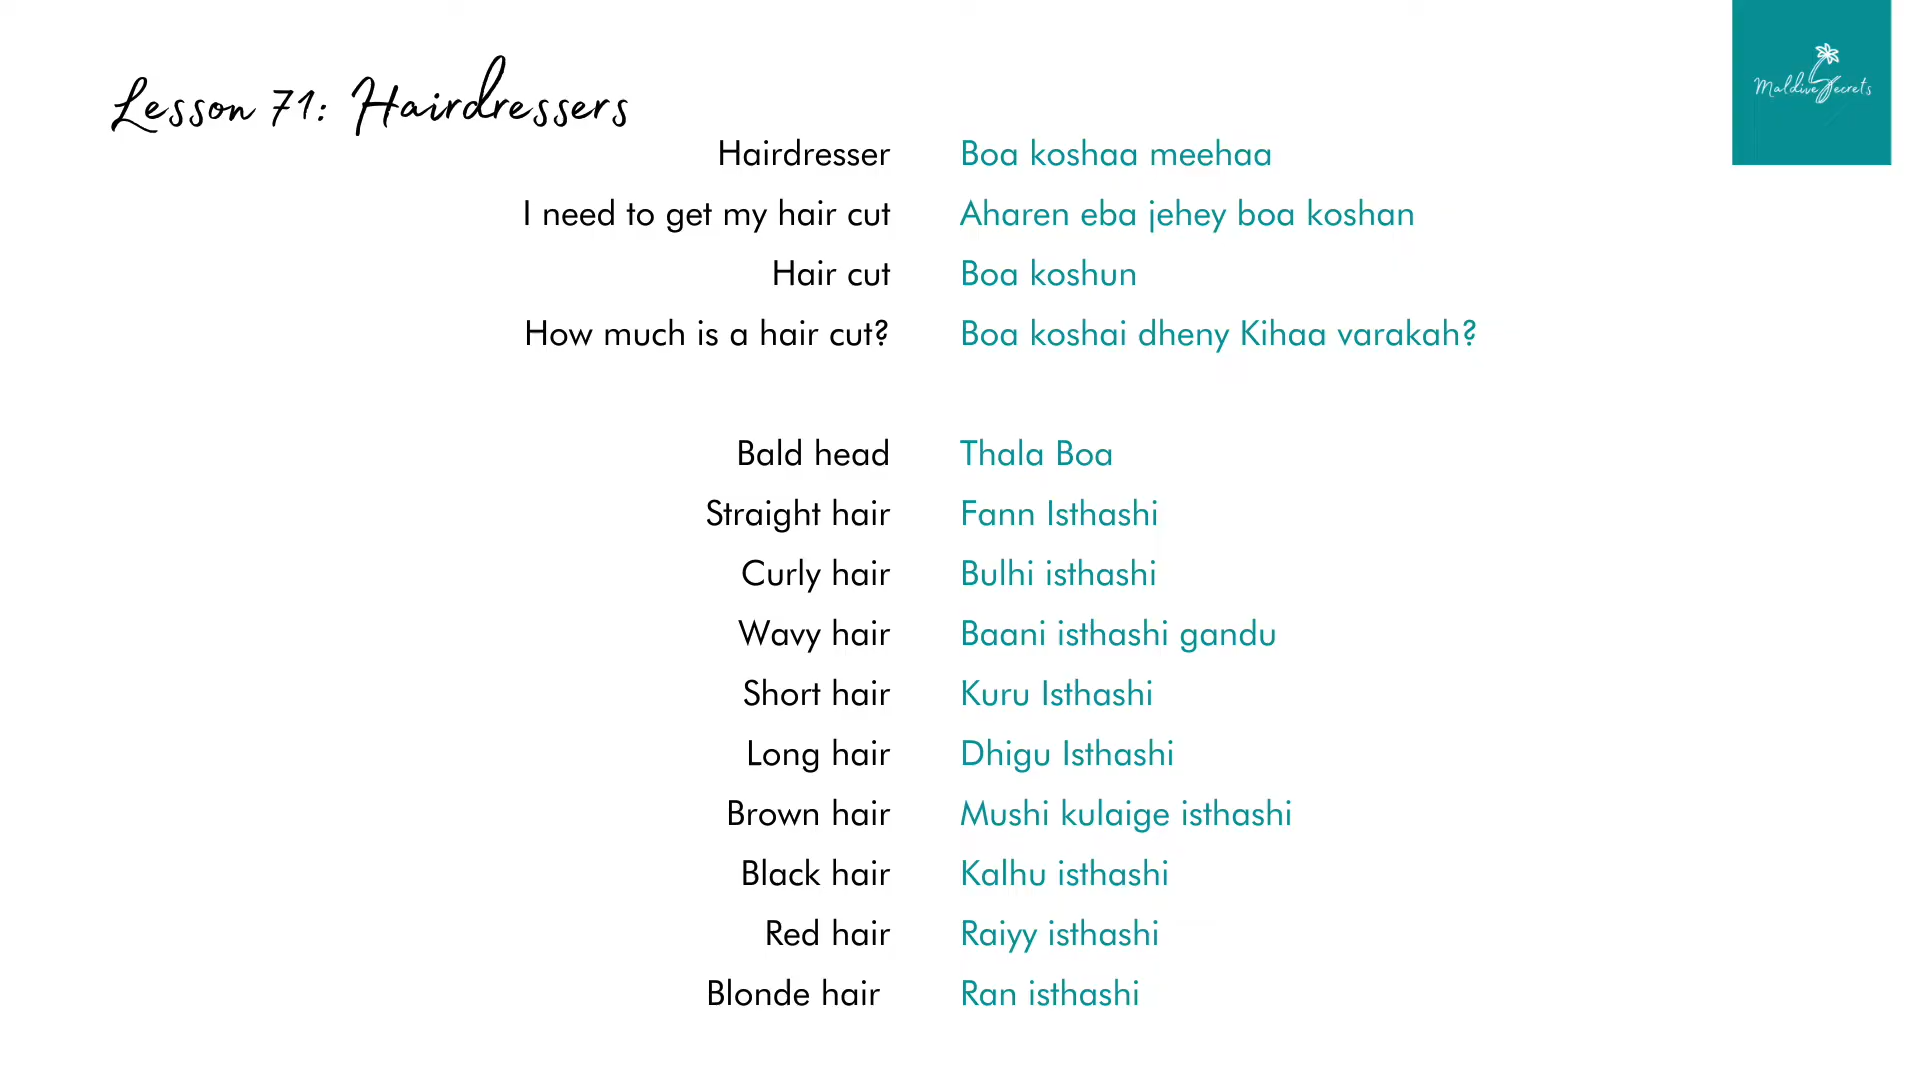 Lesson 71: Hairdressers
Maldive Secrets
Hairdresser Boa koshaa meehaa
I need to get my hair cut Aharen eba jehey boa koshan
Hair cut Boa koshun
How much is a hair cut? Boa koshai dheny Kihaa varakah?
Bald head Thala Boa
Straight hair Fann Isthashi
Curly hair Bulhi isthashi
Wavy hair Baani isthashi gandu
Short hair Kuru Isthashi
Long hair Dhigu Isthashi
Brown hair Mushi kulaige isthashi
Black hair Kalhu isthashi
Red hair Raiyy isthashi
Blonde hair Ran isthashi